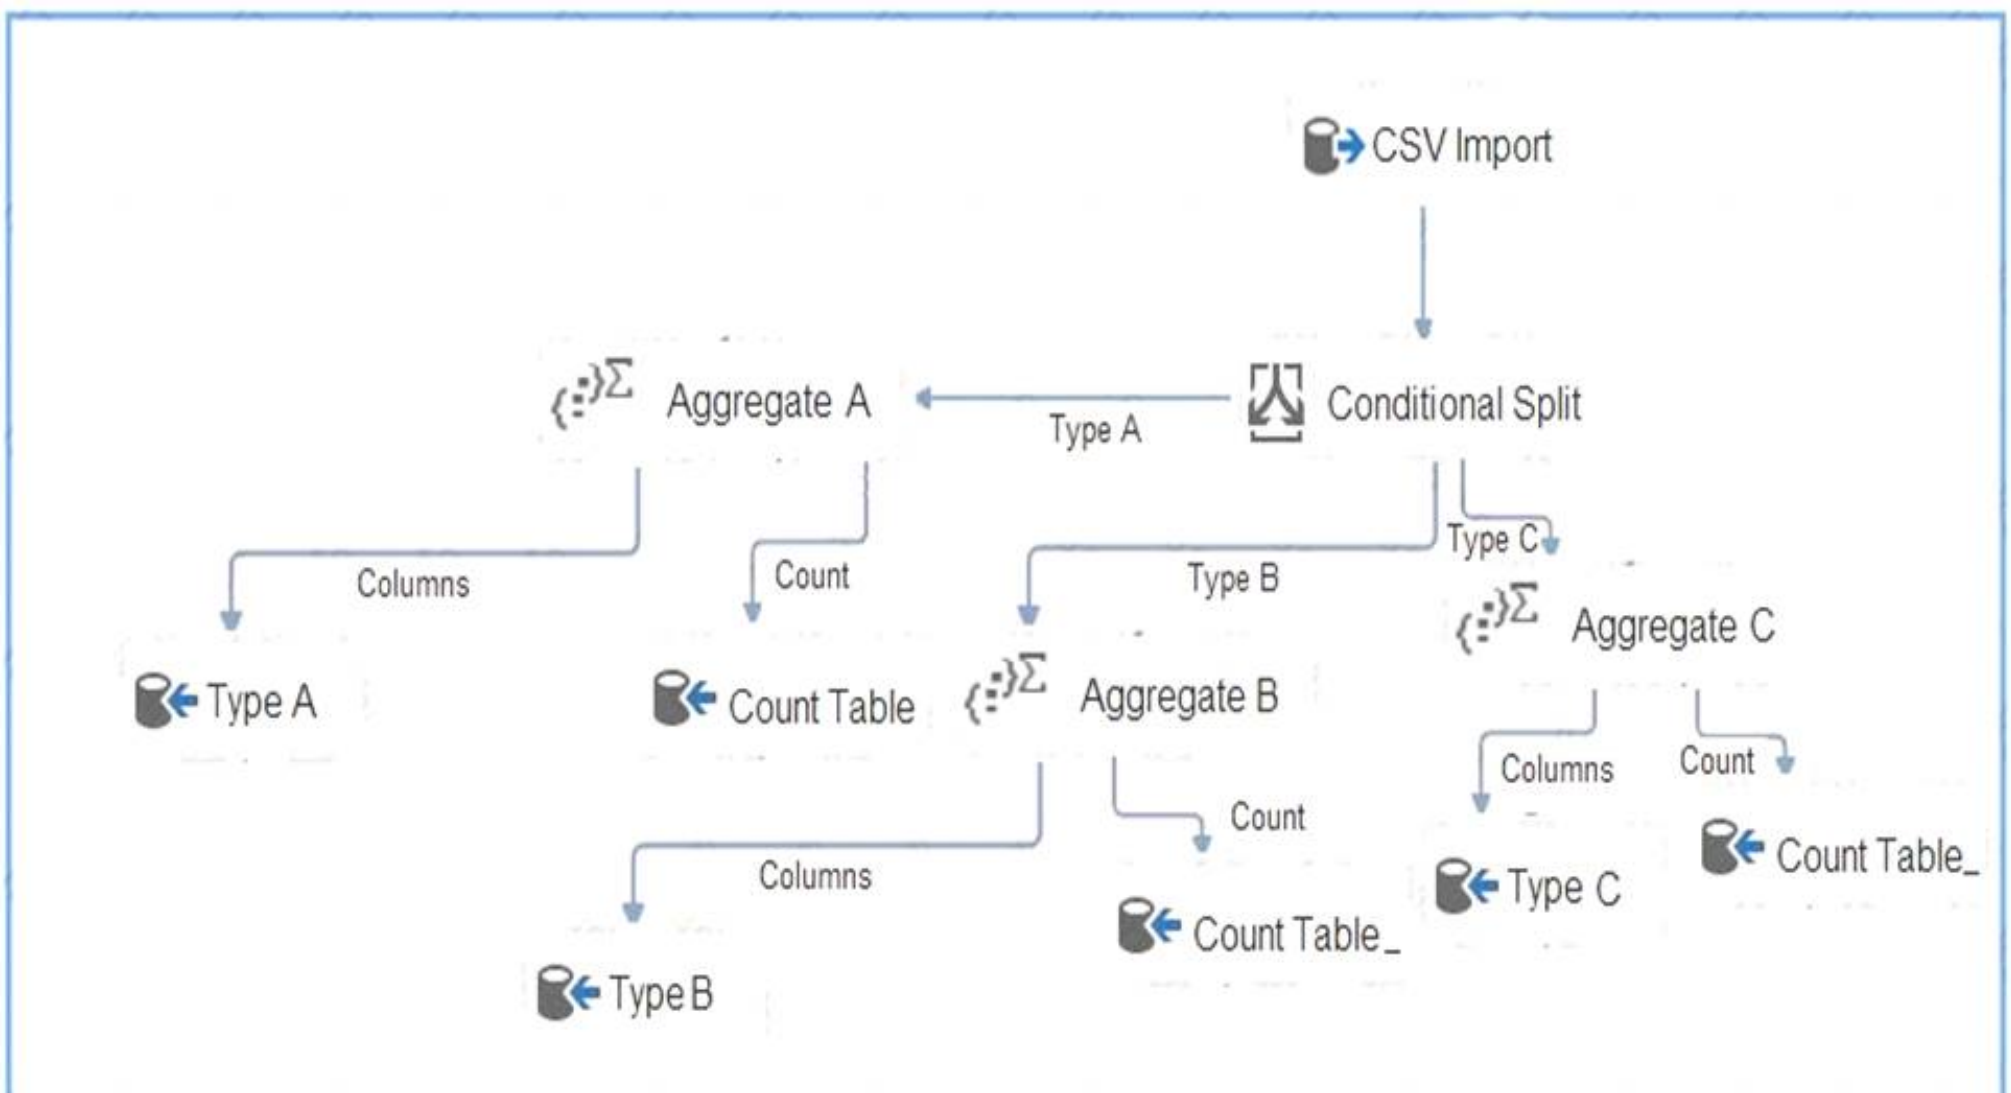 CSV Import
Aggregate A
Type A
Conditional Split
Columns
Count
Type B
Type C
Type A
Count Table
Aggregate B
Aggregate C
Columns
Count
Columns
Count
Type B
Count Table_
Type C
Count Table_